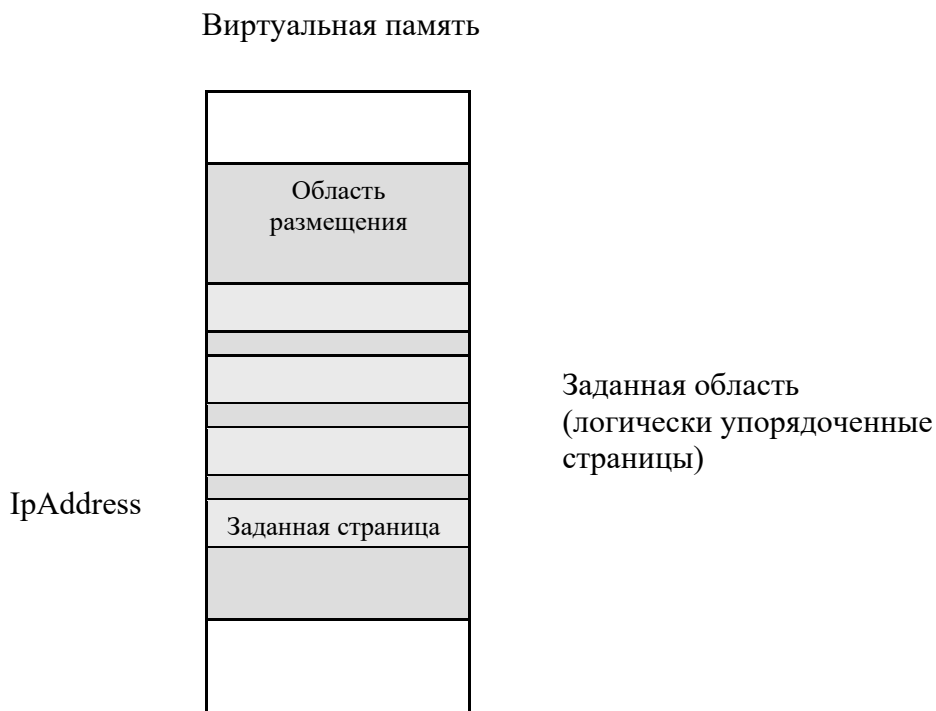 Виртуальная память
Область
размещения
Заданная область
(логически упорядоченные
страницы)
IpAddress
Заданная страница